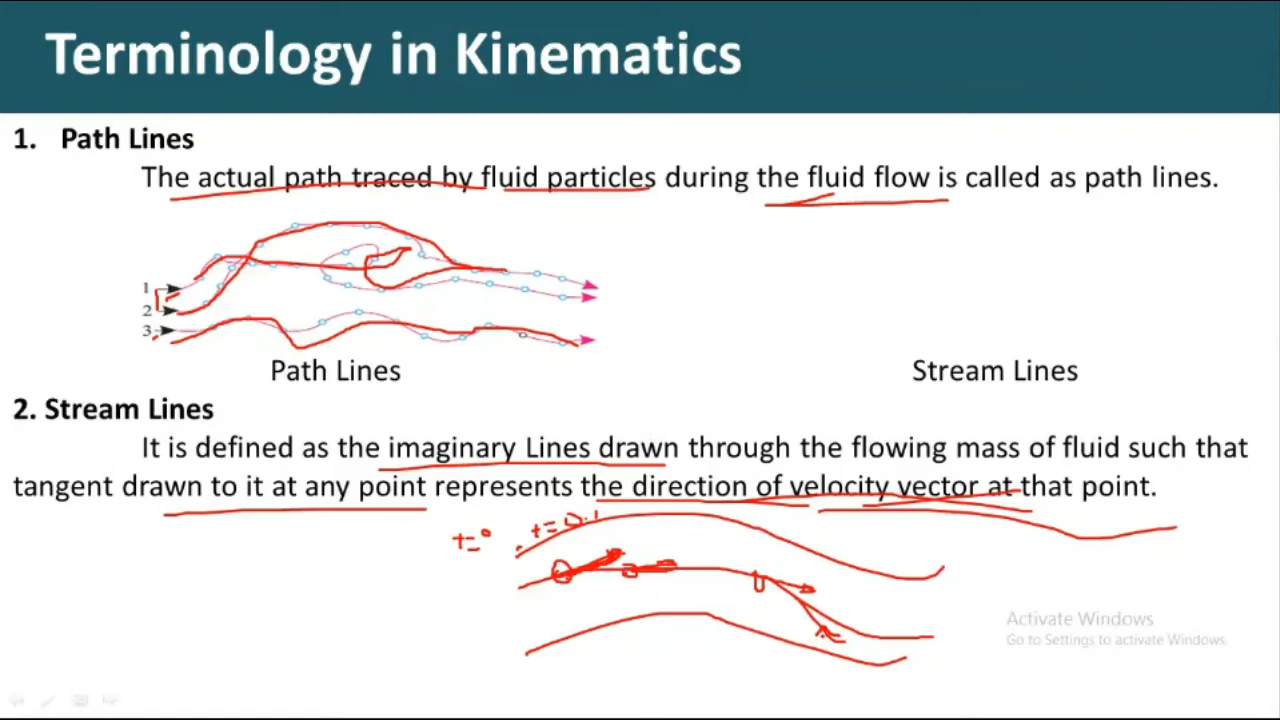 Terminology in Kinematics
1. Path Lines
The actual path traced by fluid particles during the fluid flow is called as path lines.
1
2
3
Path Lines
Stream Lines
2. Stream Lines
It is defined as the imaginary Lines drawn through the flowing mass of fluid such that
tangent drawn to it at any point represents the direction of velocity vector at that point.
t=0
t=0.1
Activate Windows
Go to Settings to activate Windows.